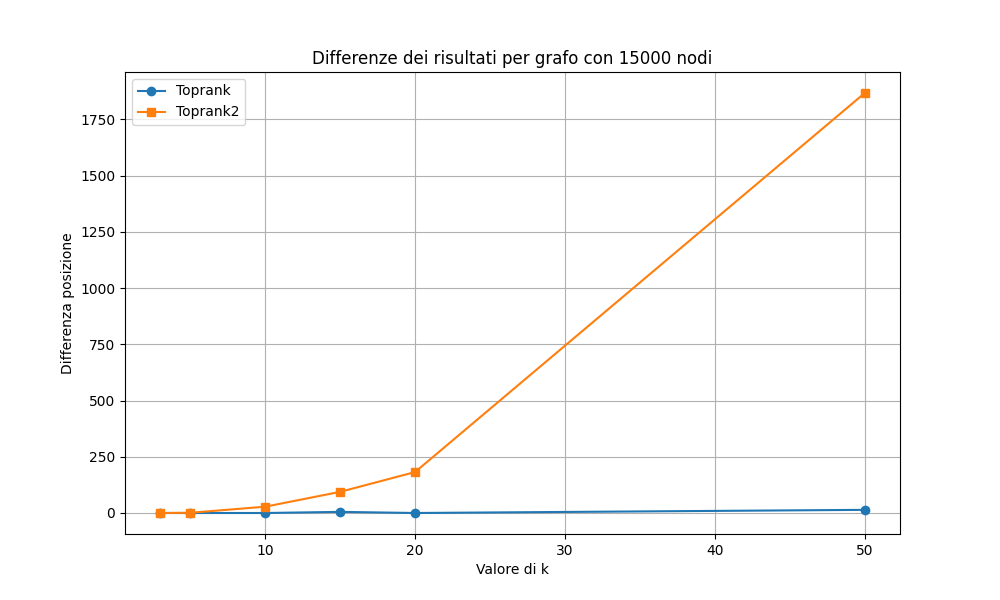 Differenze dei risultati per grafo con 15000 nodi
Toprank
Toprank2
Differenza posizione
1750
1500
1250
1000
750
500
250
0
10 20 30 40 50
Valore di k